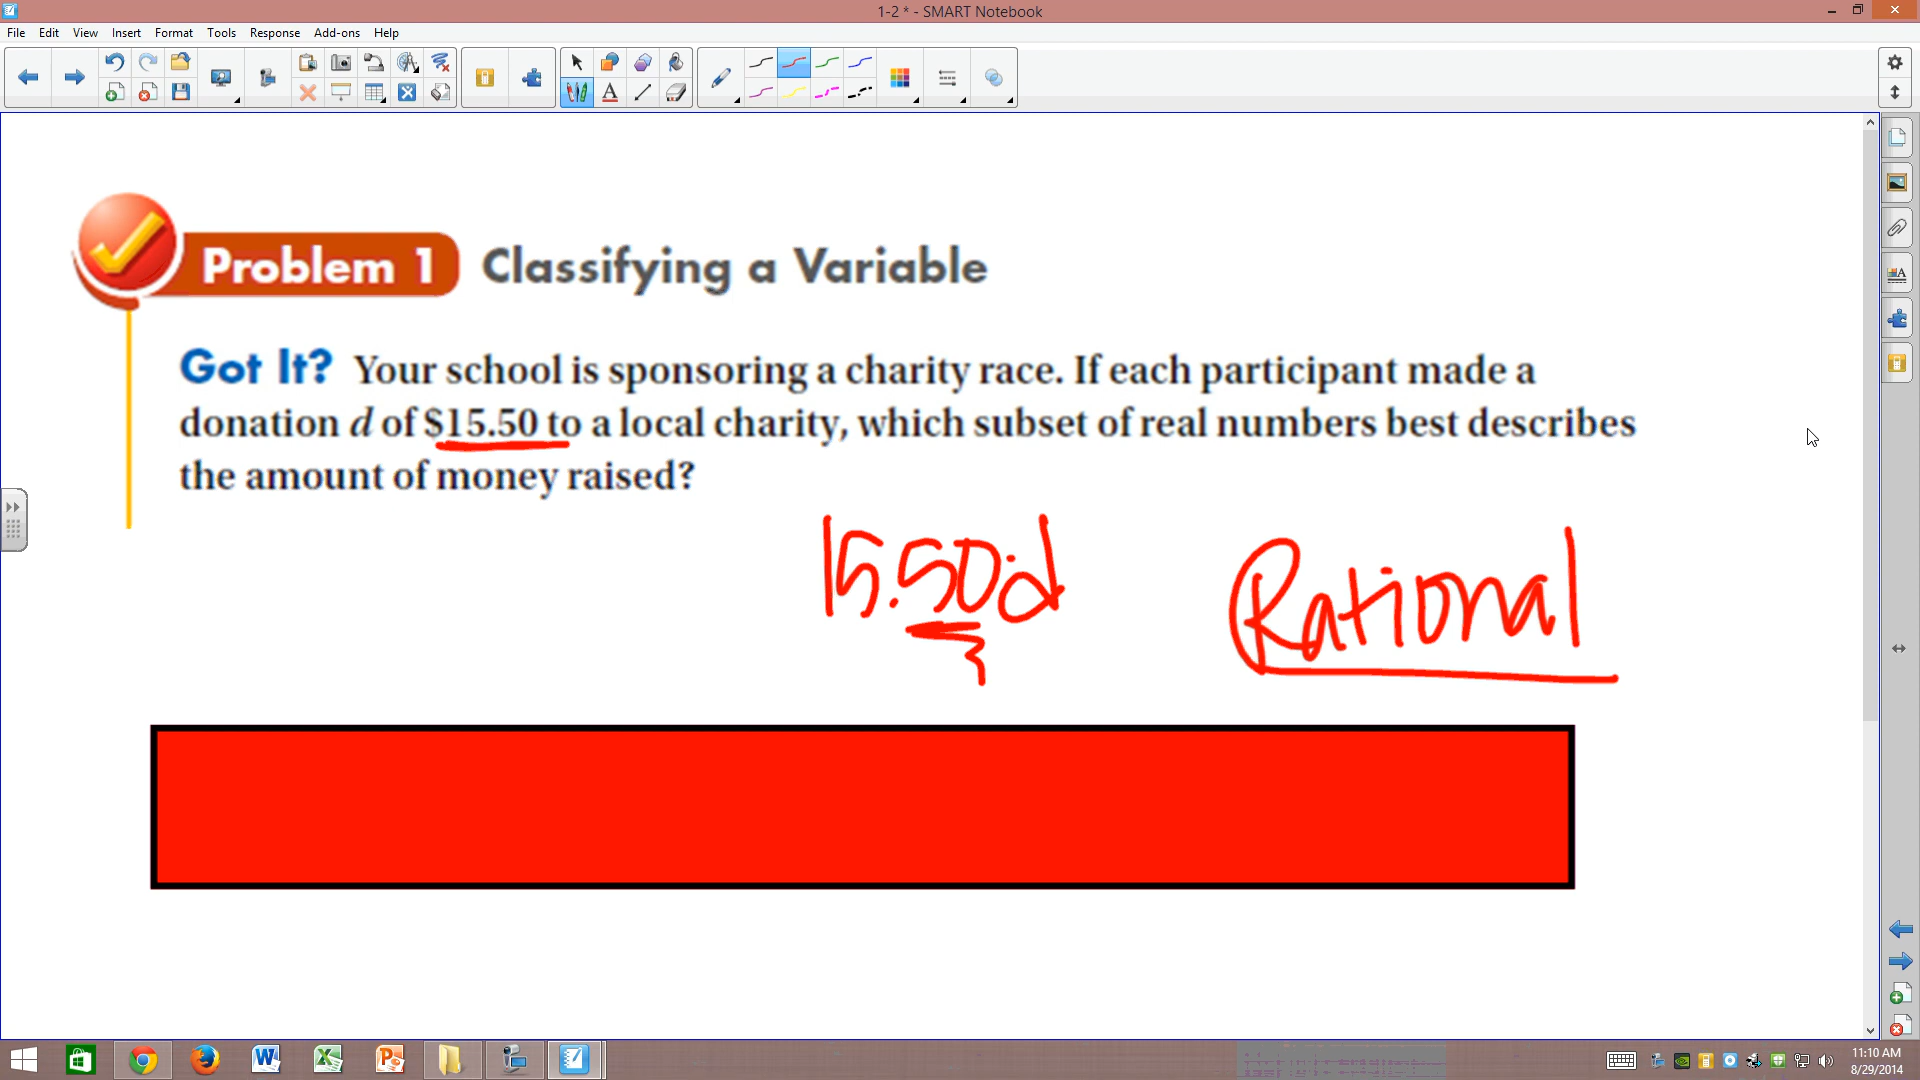 1-2 * - SMART Notebook
File Edit View Insert Format Tools Response Add-ons Help
Problem 1 Classifying a Variable
Got It? Your school is sponsoring a charity race. If each participant made a
donation d of $15.50 to a local charity, which subset of real numbers best describes
the amount of money raised?
15.50d Rational
11:10 AM
8/29/2014